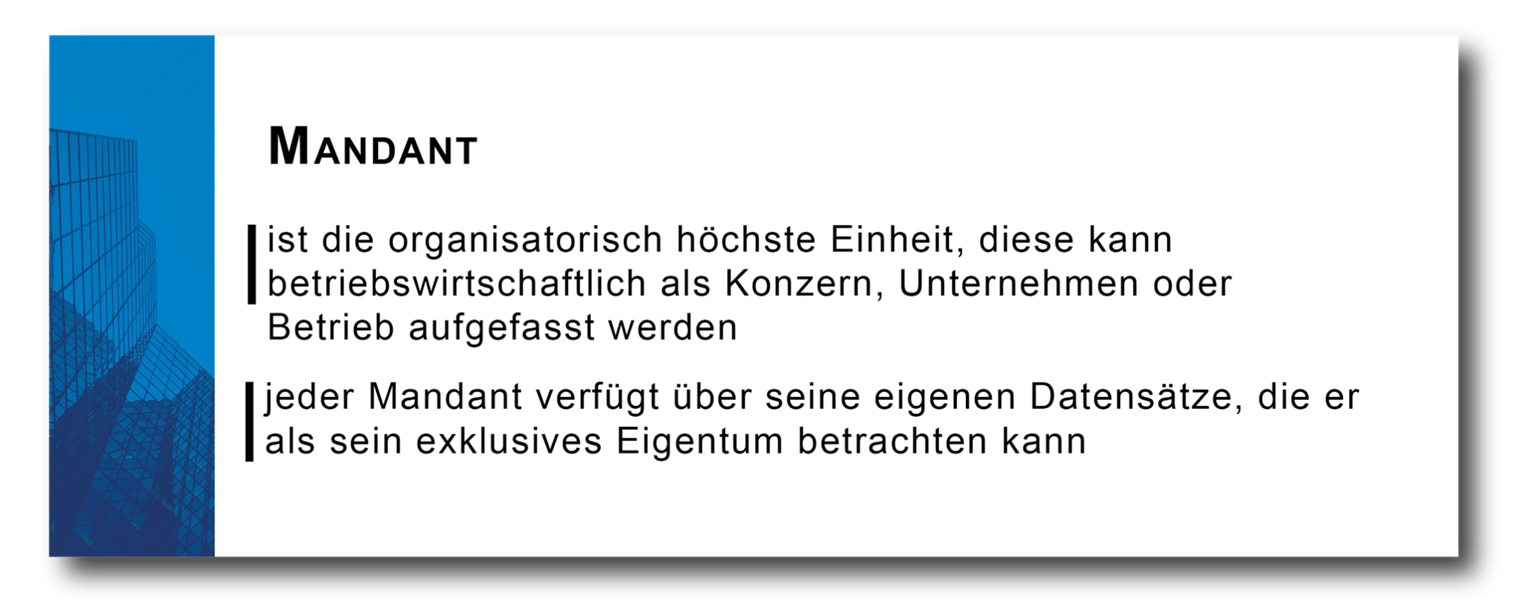 MANDANT
ist die organisatorisch höchste Einheit, diese kann
betriebswirtschaftlich als Konzern, Unternehmen oder
Betrieb aufgefasst werden
jeder Mandant verfügt über seine eigenen Datensätze, die er
als sein exklusives Eigentum betrachten kann